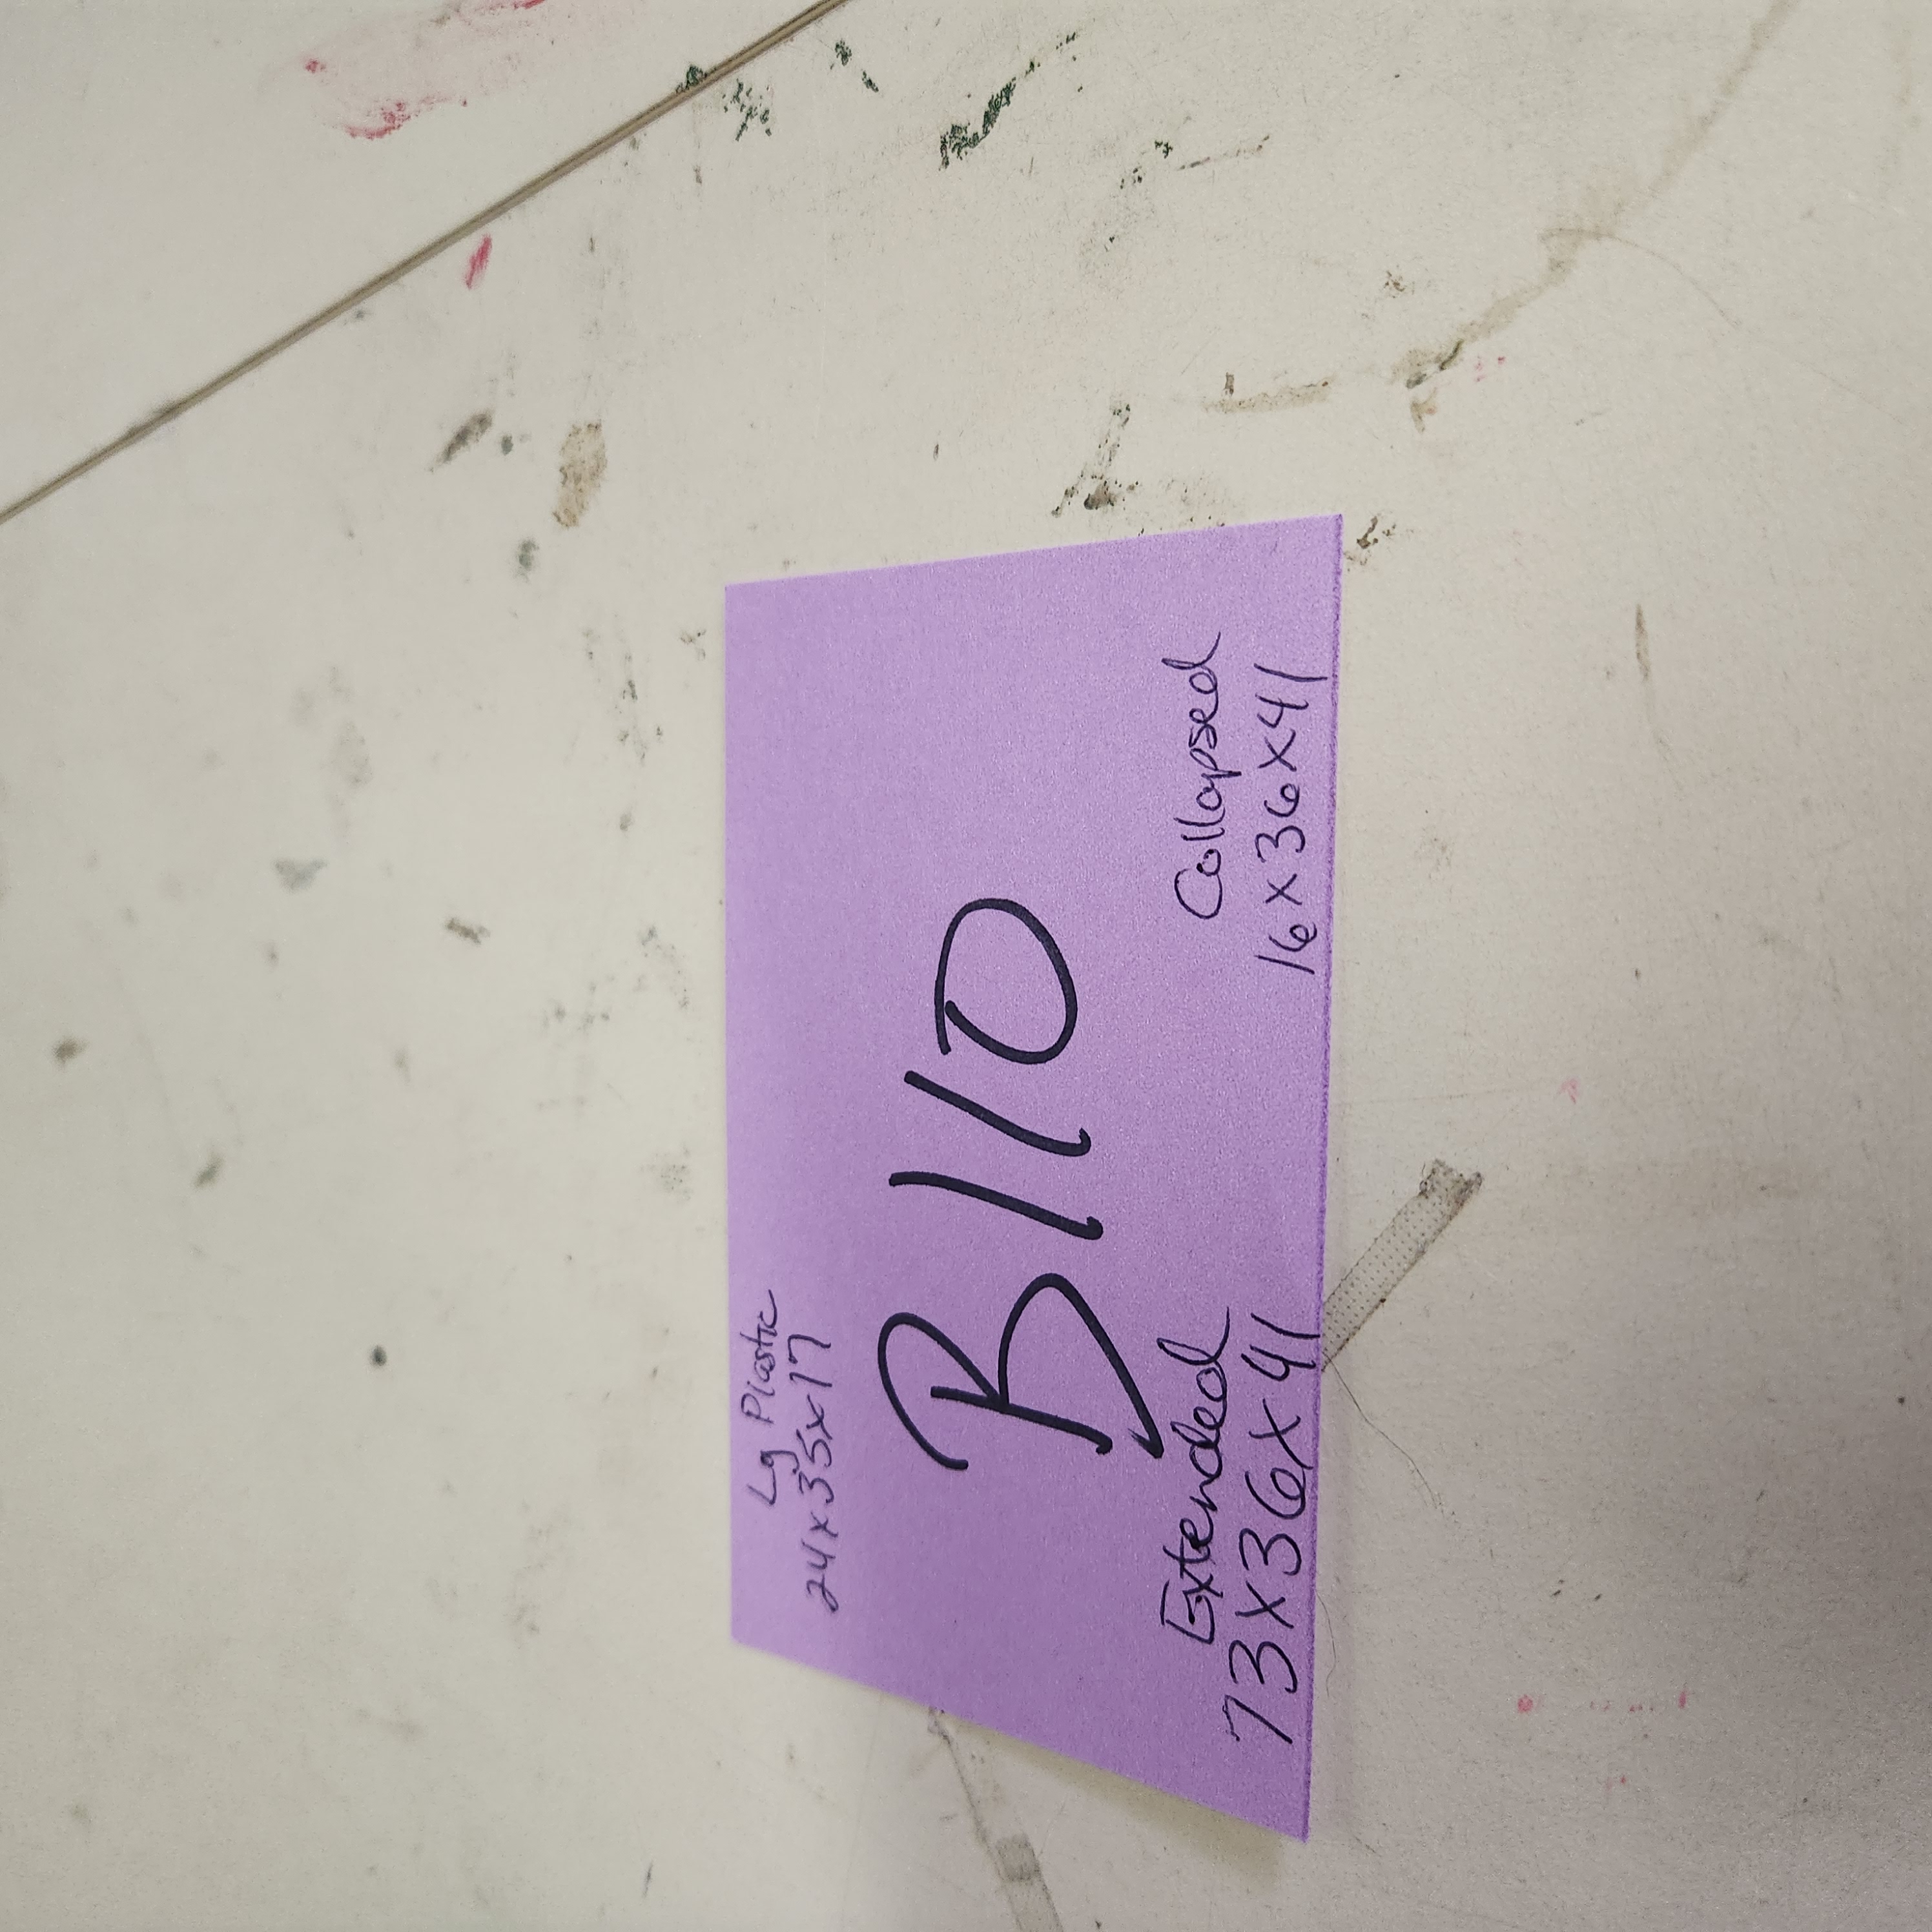 Lg Plastic
24x35x17
B110
Extended
73x36x41
Collapsed
16x36x41